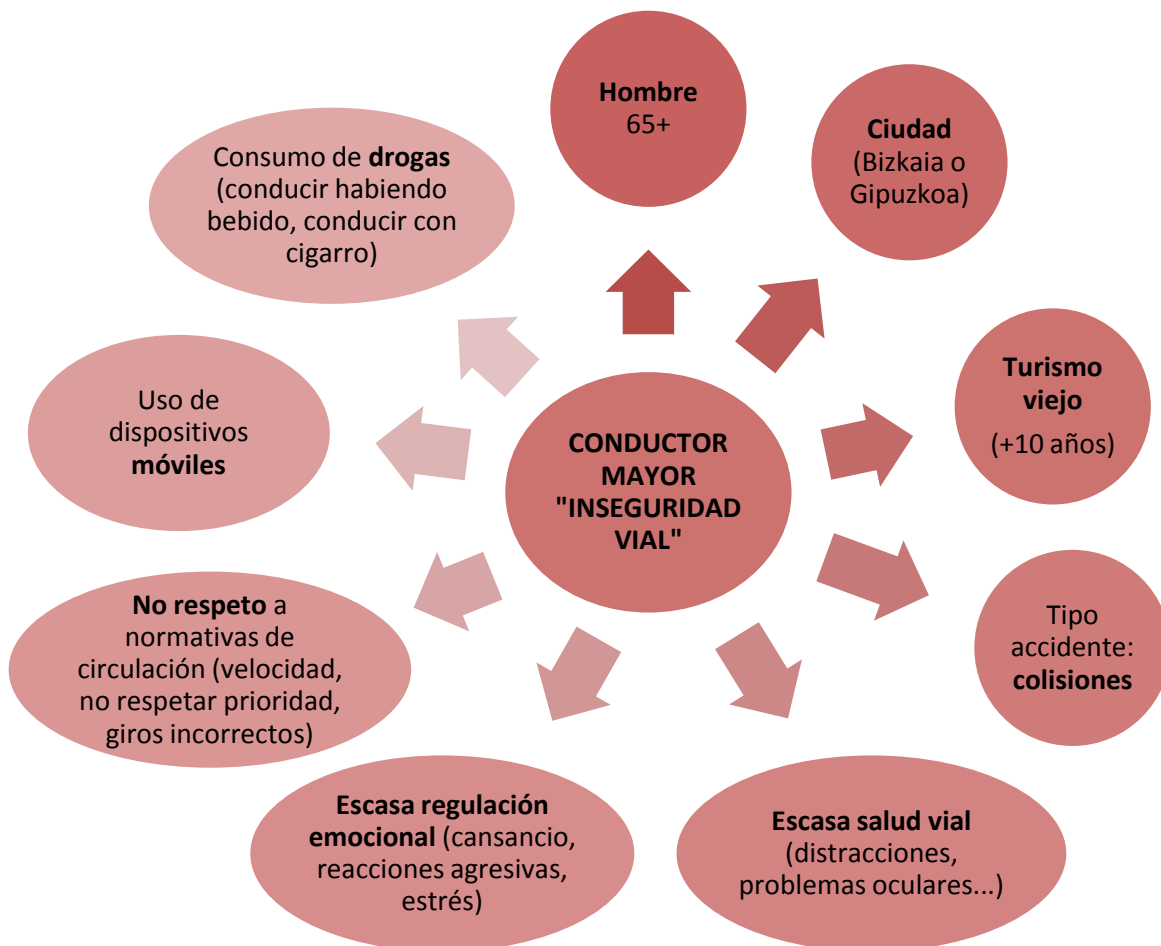 Hombre
65+
Ciudad
(Bizkaia o
Gipuzkoa)
Turismo
viejo
(+10 años)
Tipo
accidente:
colisiones
Escasa salud vial
(distracciones,
problemas oculares...)
Escasa regulación
emocional (cansancio,
reacciones agresivas,
estrés)
No respeto a
normativas de
circulación (velocidad,
no respetar prioridad,
giros incorrectos)
Uso de
dispositivos
móviles
Consumo de drogas
(conducir habiendo
bebido, conducir con
cigarro)
CONDUCTOR
MAYOR
"INSEGURIDAD
VIAL"